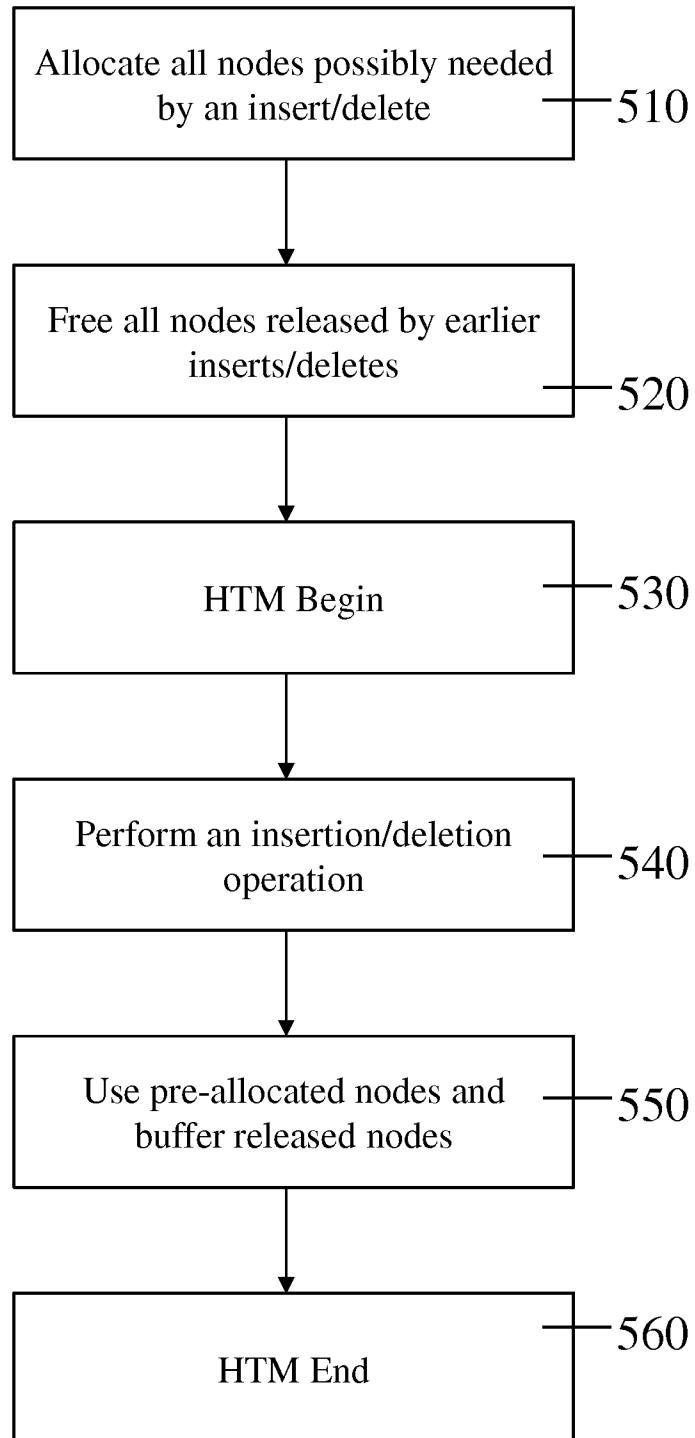 Allocate all nodes possibly needed
by an insert/delete
510
Free all nodes released by earlier
inserts/deletes
520
HTM Begin
530
Perform an insertion/deletion
operation
540
Use pre-allocated nodes and
buffer released nodes
550
HTM End
560